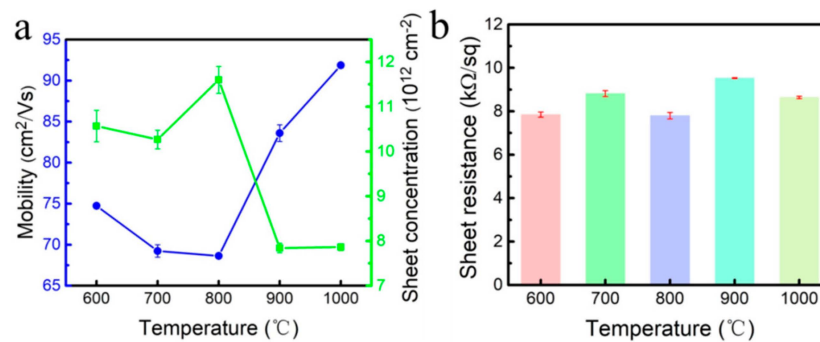 a
95
90
85
80
75
70
65
Mobility (cm²/Vs)
12
11
10
9
8
7
Sheet concentration (10¹² cm⁻²)
600 700 800 900 1000
Temperature (℃)
b
12
10
8
6
4
2
0
Sheet resistance (kΩ/sq)
600 700 800 900 1000
Temperature (℃)